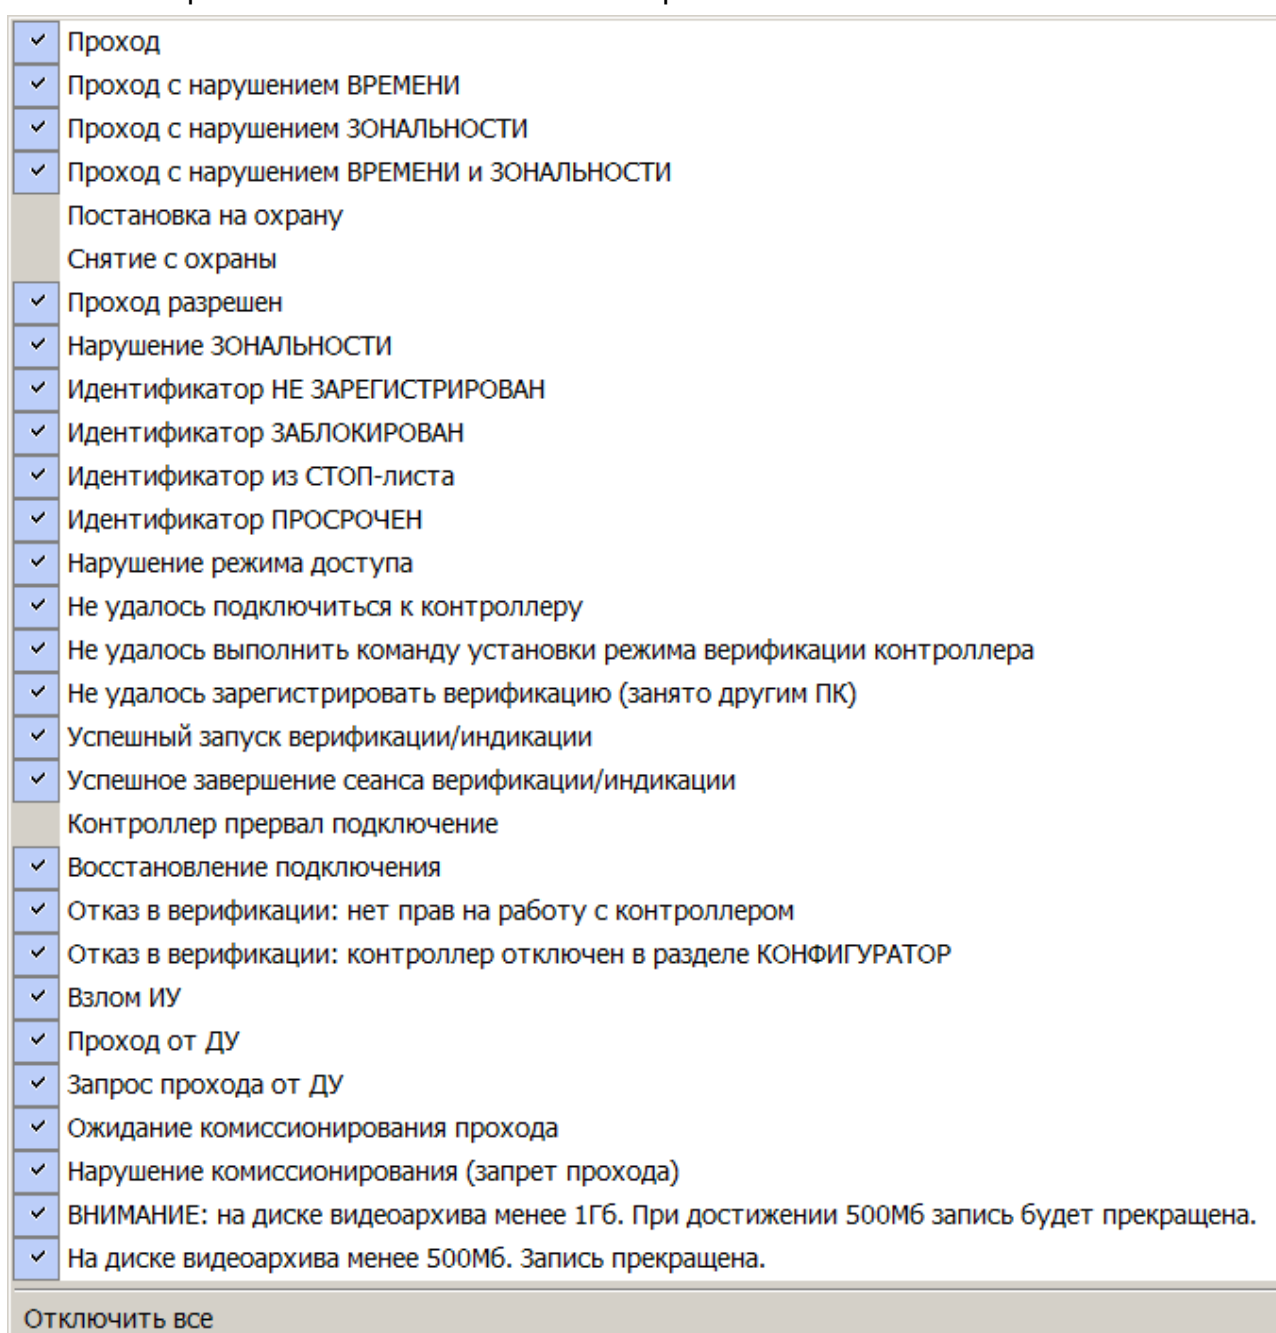 Проход
Проход с нарушением ВРЕМЕНИ
Проход с нарушением ЗОНАЛЬНОСТИ
Проход с нарушением ВРЕМЕНИ и ЗОНАЛЬНОСТИ
Постановка на охрану
Снятие с охраны
Проход разрешен
Нарушение ЗОНАЛЬНОСТИ
Идентификатор НЕ ЗАРЕГИСТРИРОВАН
Идентификатор ЗАБЛОКИРОВАН
Идентификатор из СТОП-листа
Идентификатор ПРОСРОЧЕН
Нарушение режима доступа
Не удалось подключиться к контроллеру
Не удалось выполнить команду установки режима верификации контроллера
Не удалось зарегистрировать верификацию (занято другим ПК)
Успешный запуск верификации/индикации
Успешное завершение сеанса верификации/индикации
Контроллер прервал подключение
Восстановление подключения
Отказ в верификации: нет прав на работу с контроллером
Отказ в верификации: контроллер отключен в разделе КОНФИГУРАТОР
Взлом ИУ
Проход от ДУ
Запрос прохода от ДУ
Ожидание комиссионирования прохода
Нарушение комиссионирования (запрет прохода)
ВНИМАНИЕ: на диске видеоархива менее 1Гб. При достижении 500Мб запись будет прекращена.
На диске видеоархива менее 500Мб. Запись прекращена.
Отключить все